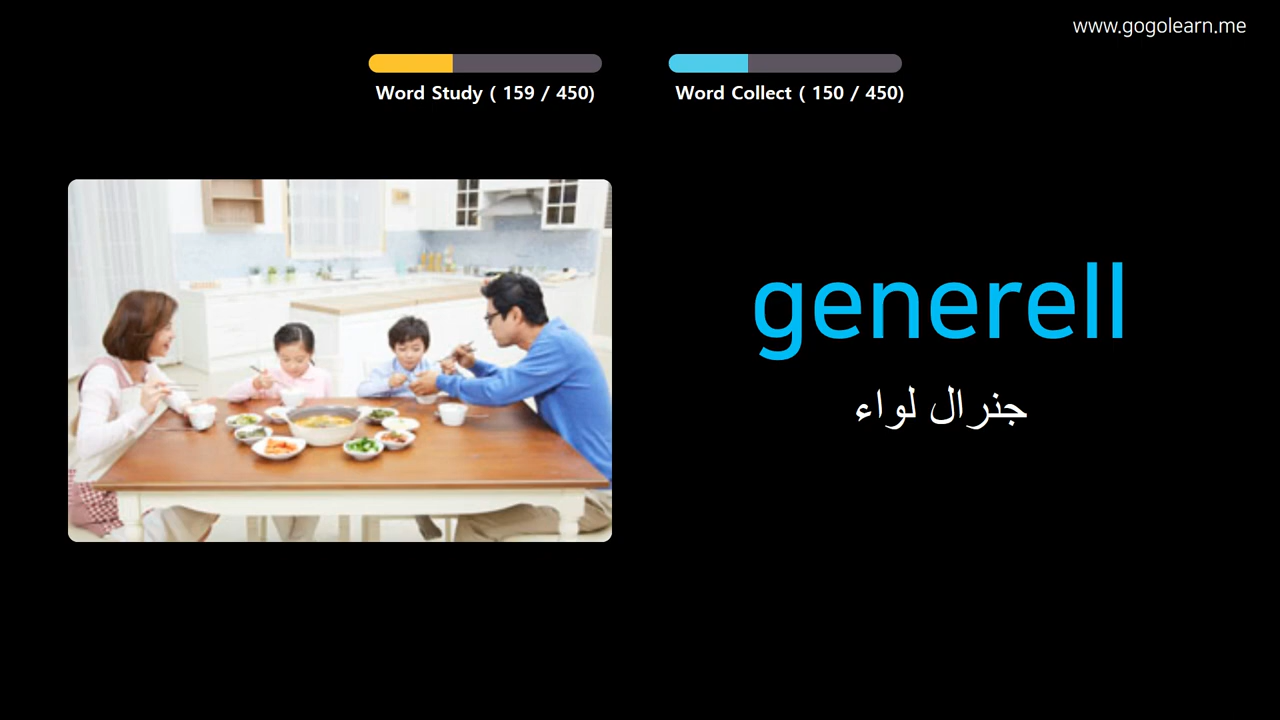 www.gogolearn.me
Word Study ( 159 / 450)
Word Collect ( 150 / 450)
generell
جنرال لواء